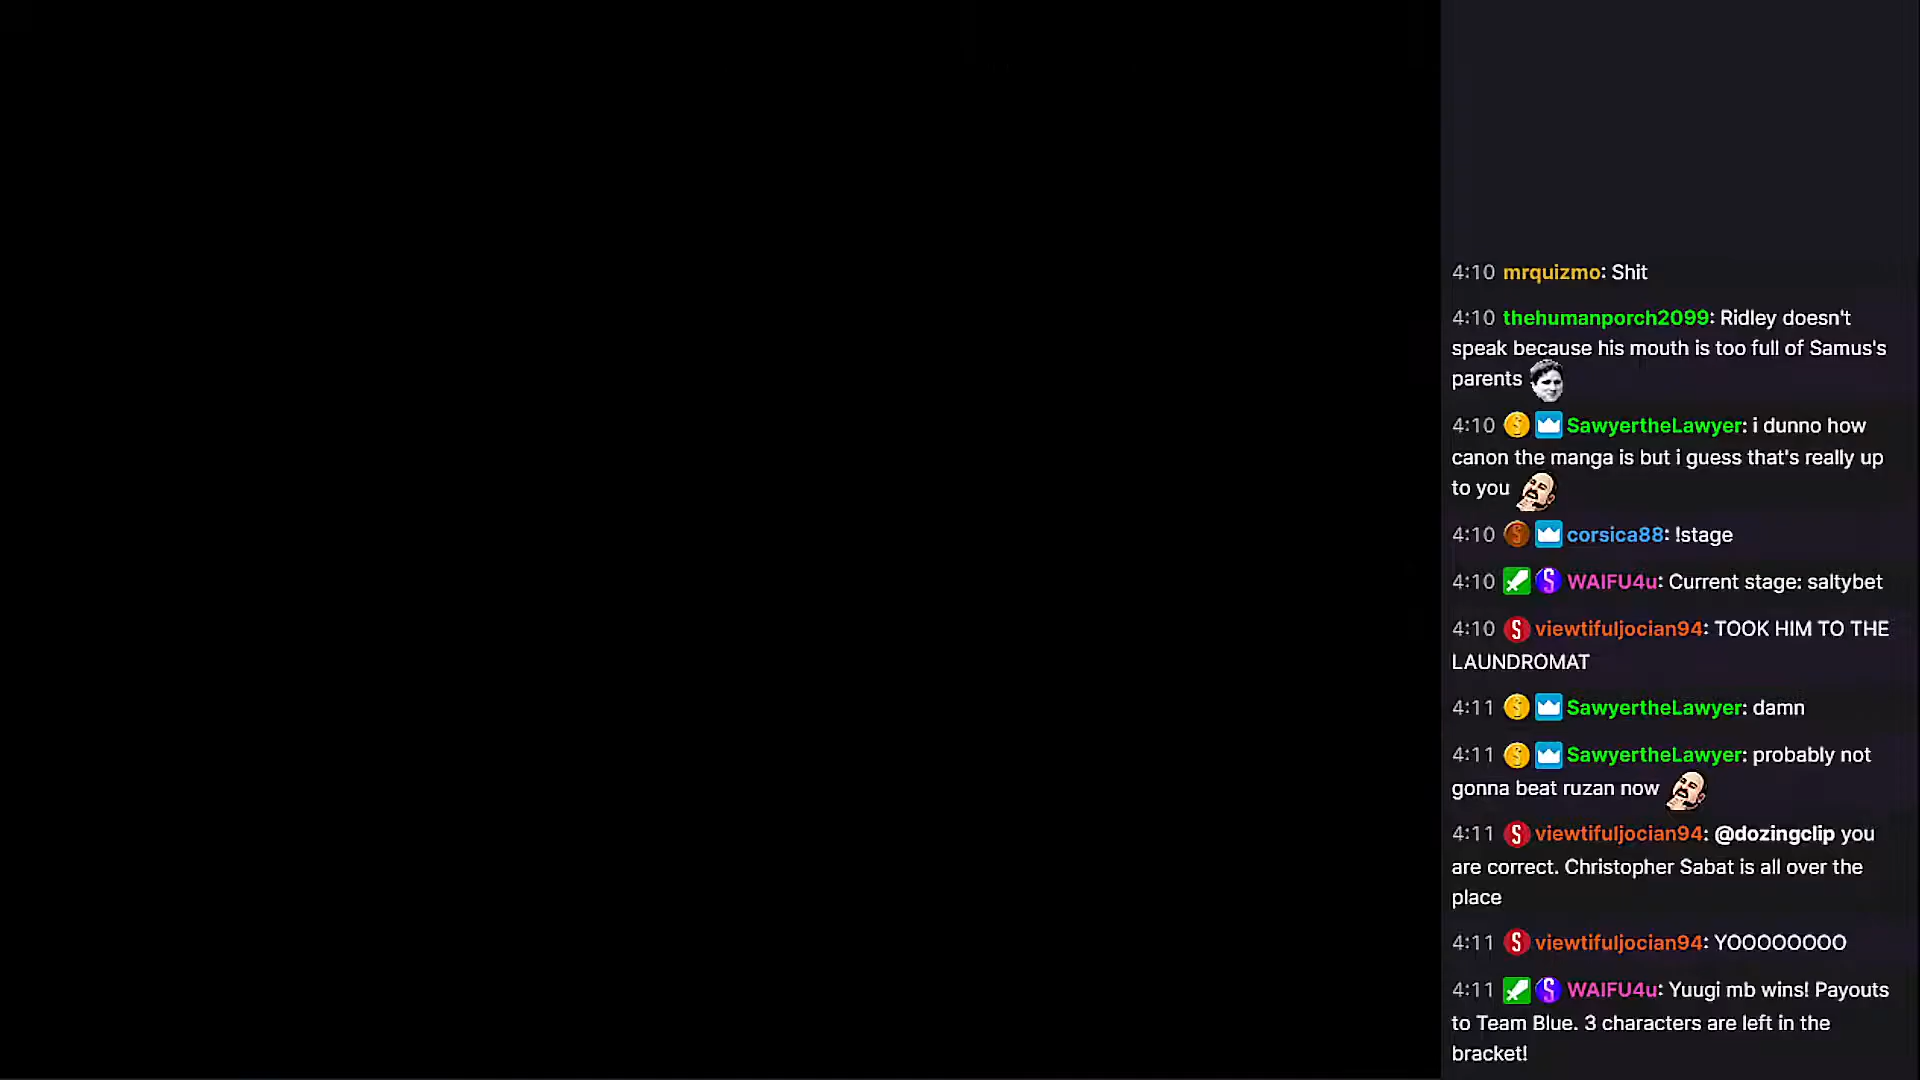 4:10 mrquizmo: Shit
4:10 thehumanporch2099: Ridley doesn't
speak because his mouth is too full of Samus's
parents
4:10 SawyertheLawyer: i dunno how
canon the manga is but i guess that's really up
to you
4:10 corsica88: !stage
4:10 WAIFU4u: Current stage: saltybet
4:10 viewtifuljocian94: TOOK HIM TO THE
LAUNDROMAT
4:11 SawyertheLawyer: damn
4:11 SawyertheLawyer: probably not
gonna beat ruzan now
4:11 viewtifuljocian94: @dozingclip you
are correct. Christopher Sabat is all over the
place
4:11 viewtifuljocian94: YOOOOOOOO
4:11 WAIFU4u: Yuugi mb wins! Payouts
to Team Blue. 3 characters are left in the
bracket!